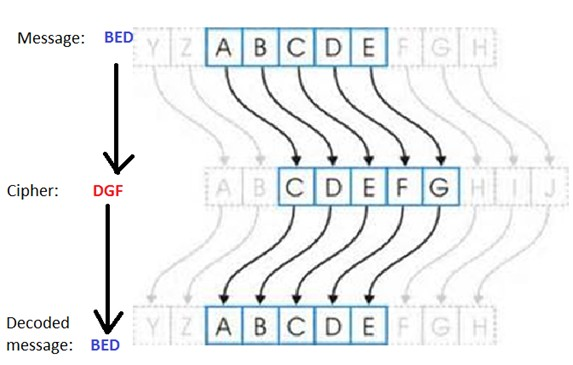 Message: BED Y Z A B C D E F G H
Cipher: DGF A B C D E F G H I J
Decoded
message: BED Y Z A B C D E F G H